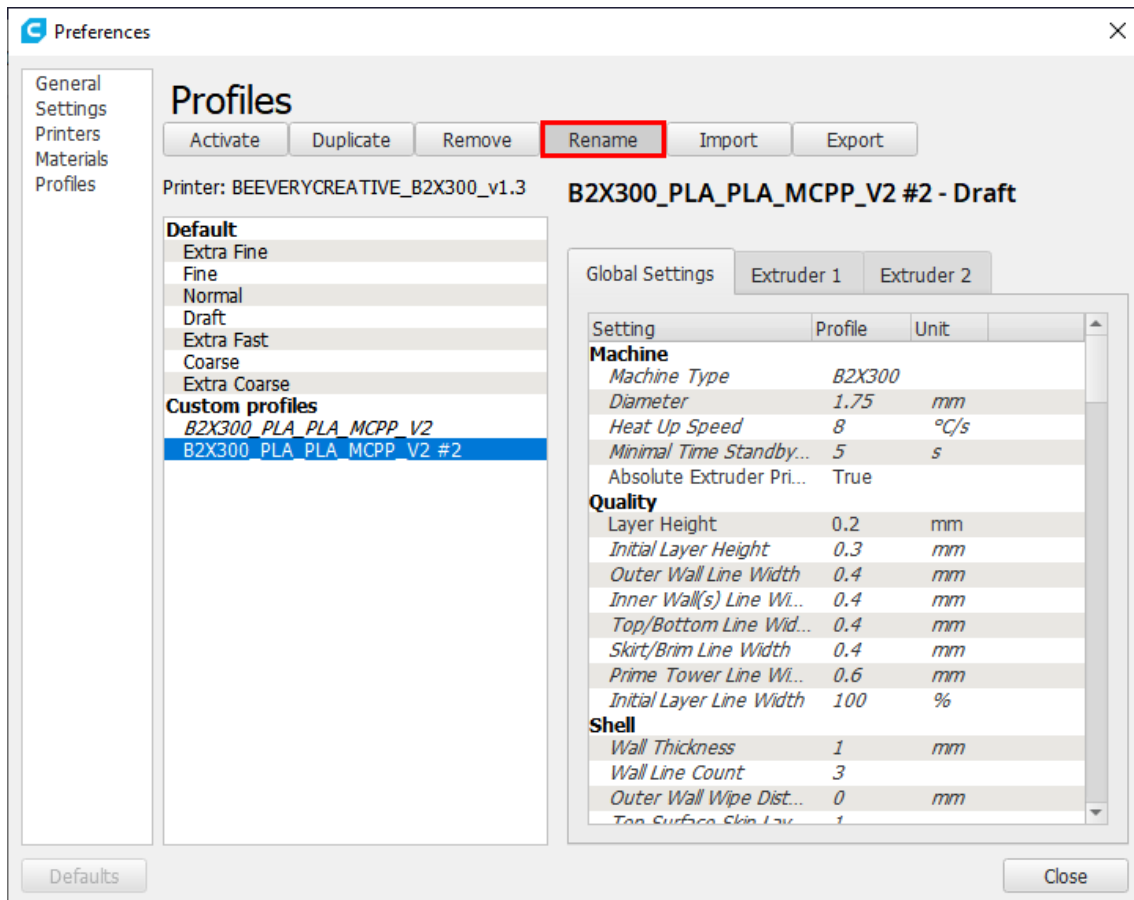 Preferences
General
Settings
Printers
Materials
Profiles
Profiles
Activate Duplicate Remove Rename Import Export
Printer: BEEVERYCREATIVE_B2X300_v1.3
Default
Extra Fine
Fine
Normal
Draft
Extra Fast
Coarse
Extra Coarse
Custom profiles
B2X300_PLA_PLA_MCPP_V2
B2X300_PLA_PLA_MCPP_V2 #2
B2X300_PLA_PLA_MCPP_V2 #2 - Draft
Global Settings Extruder 1 Extruder 2
Setting Profile Unit
Machine
Machine Type B2X300
Diameter 1.75 mm
Heat Up Speed 8 °C/s
Minimal Time Standby... 5 s
Absolute Extruder Pri... True
Quality
Layer Height 0.2 mm
Initial Layer Height 0.3 mm
Outer Wall Line Width 0.4 mm
Inner Wall(s) Line Wi... 0.4 mm
Top/Bottom Line Wid... 0.4 mm
Skirt/Brim Line Width 0.4 mm
Prime Tower Line Wi... 0.6 mm
Initial Layer Line Width 100 %
Shell
Wall Thickness 1 mm
Wall Line Count 3
Outer Wall Wipe Dist... 0 mm
Top Surface Skin Lay... 1
Defaults
Close